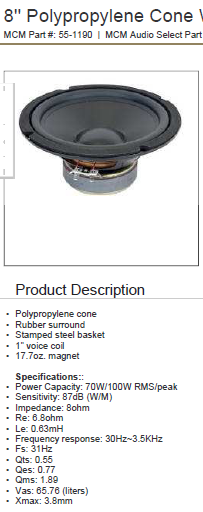 8" Polypropylene Cone
MCM Part #: 55-1190 | MCM Audio Select Part
Product Description
• Polypropylene cone
• Rubber surround
• Stamped steel basket
• 1" voice coil
• 17.7oz. magnet
Specifications::
• Power Capacity: 70W/100W RMS/peak
• Sensitivity: 87dB (W/M)
• Impedance: 8ohm
• Re: 6.8ohm
• Le: 0.63mH
• Frequency response: 30Hz~3.5KHz
• Fs: 31Hz
• Qts: 0.55
• Qes: 0.77
• Qms: 1.89
• Vas: 65.76 (liters)
• Xmax: 3.8mm